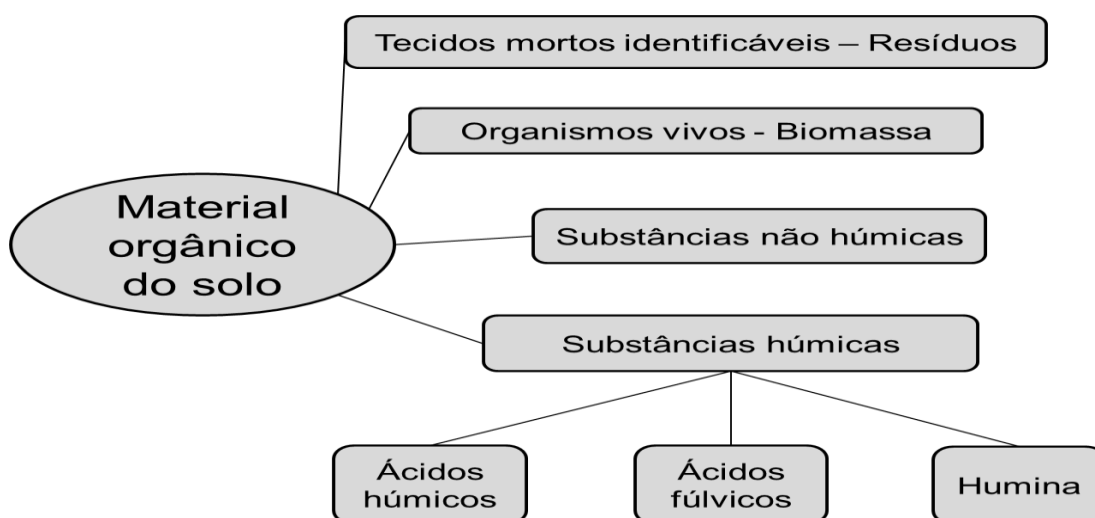 Tecidos mortos identificáveis – Resíduos
Organismos vivos - Biomassa
Material
orgânico
do solo
Substâncias não húmicas
Substâncias húmicas
Ácidos
húmicos
Ácidos
fúlvicos
Humina